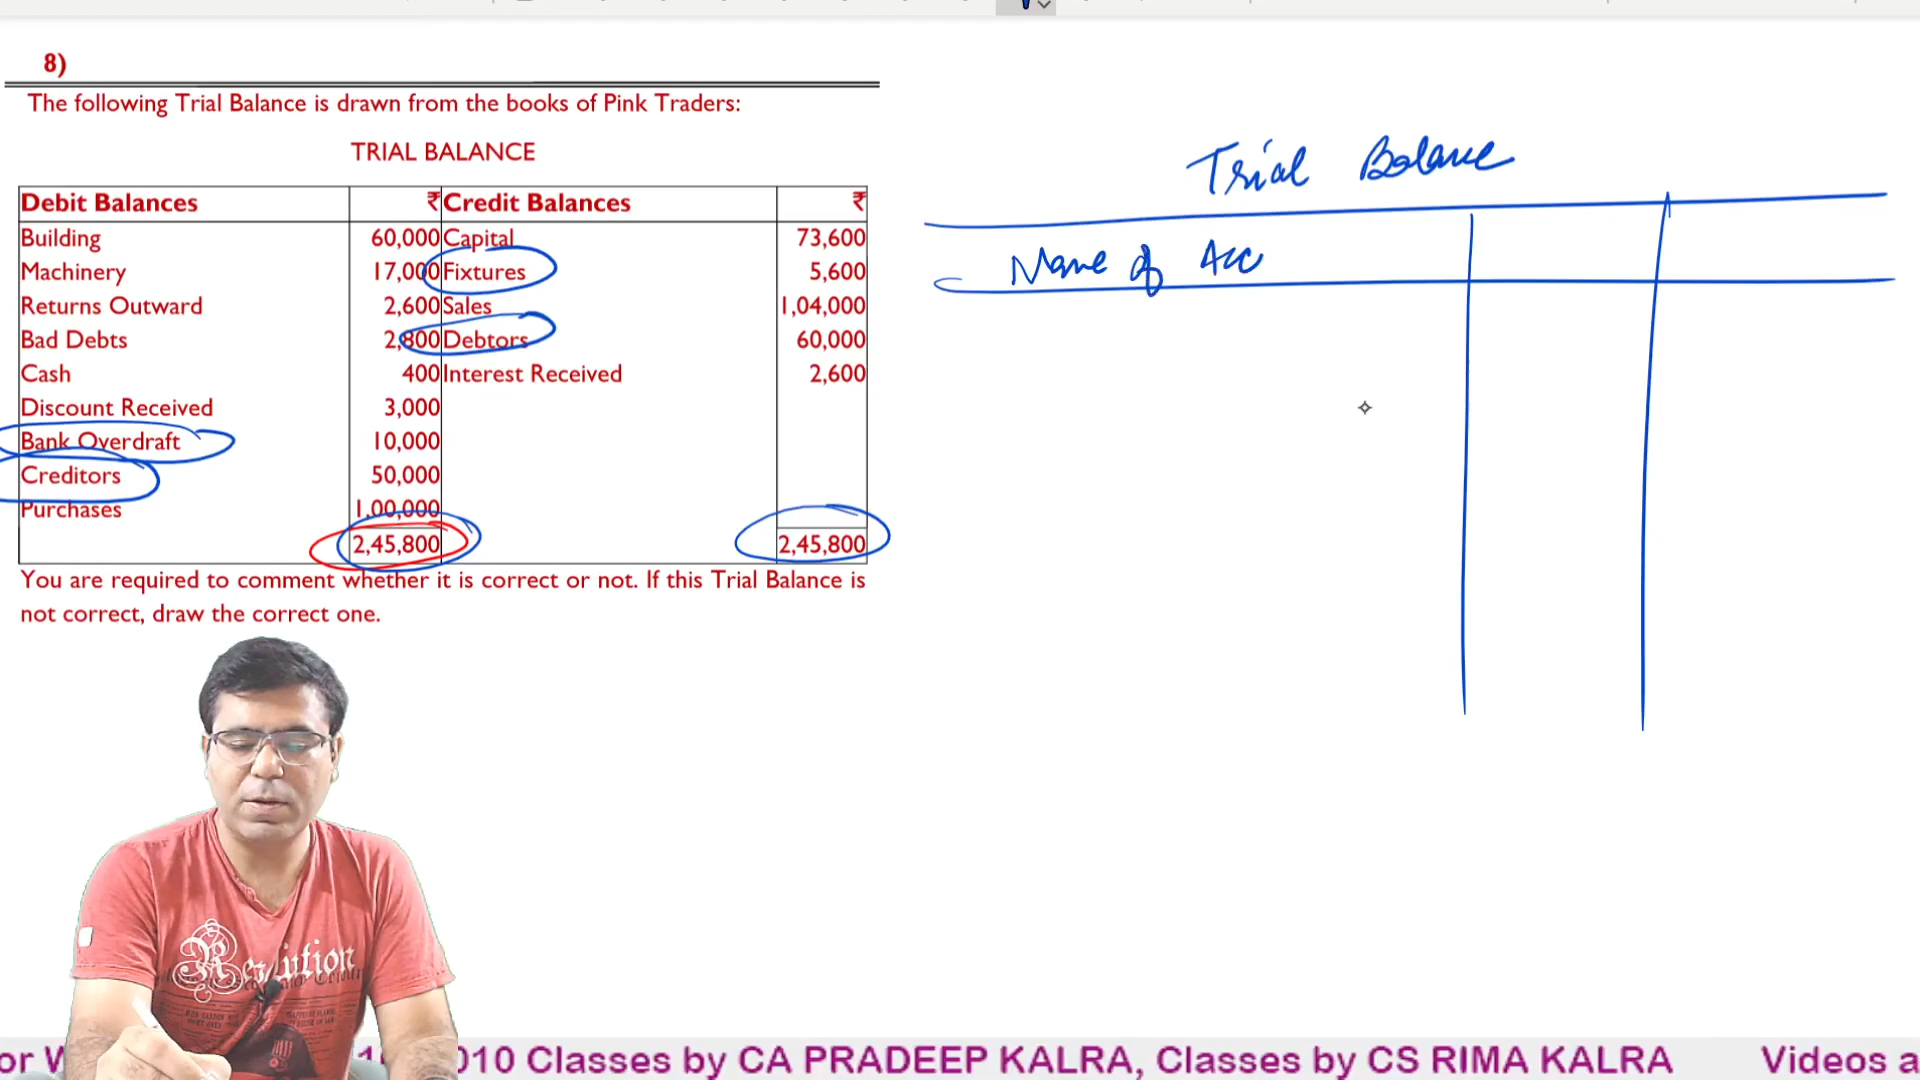 8)
The following Trial Balance is drawn from the books of Pink Traders:
TRIAL BALANCE
Debit Balances ₹ Credit Balances ₹
Building 60,000 Capital 73,600
Machinery 17,000 Fixtures 5,600
Returns Outward 2,600 Sales 1,04,000
Bad Debts 2,800 Debtors 60,000
Cash 400 Interest Received 2,600
Discount Received 3,000
Bank Overdraft 10,000
Creditors 50,000
Purchases 1,00,000
2,45,800 2,45,800
You are required to comment whether it is correct or not. If this Trial Balance is
not correct, draw the correct one.
Trial Balance
Name of Acc
010 Classes by CA PRADEEP KALRA, Classes by CS RIMA KALRA Videos a